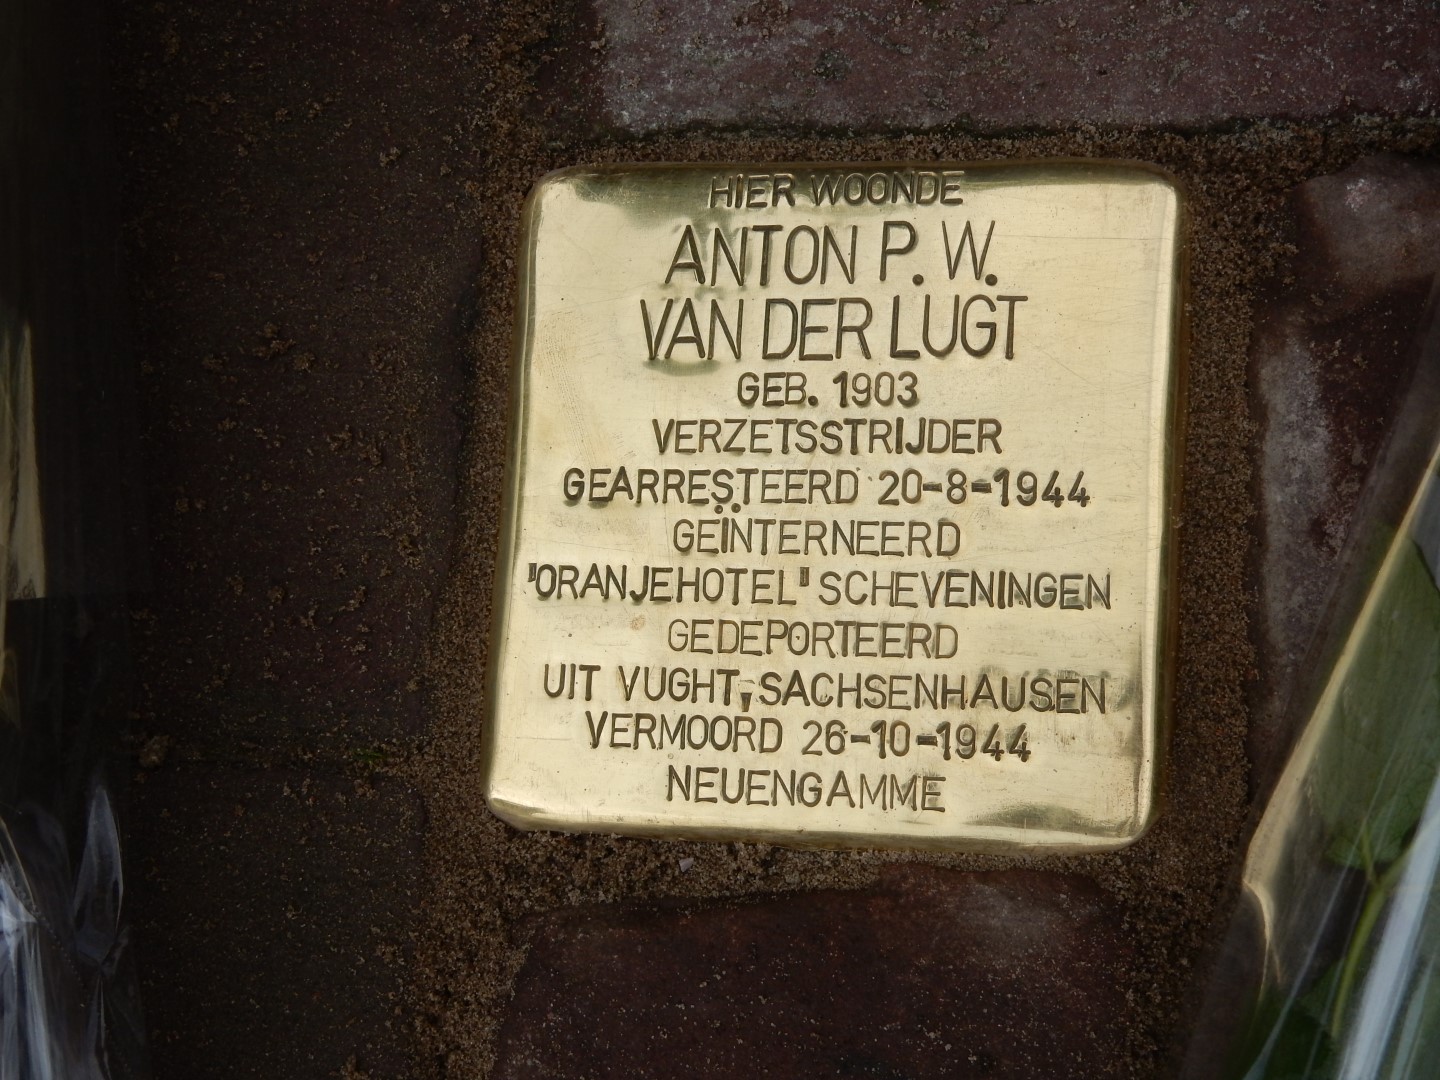 HIER WOONDE
ANTON P. W.
VAN DER LUGT
GEB. 1903
VERZETSSTRIJDER
GEARRESTEERD 20-8-1944
GEÏNTERNEERD
"ORANJEHOTEL" SCHEVENINGEN
GEDEPORTEERD
UIT VUGHT, SACHSENHAUSEN
VERMOORD 26-10-1944
NEUENGAMME